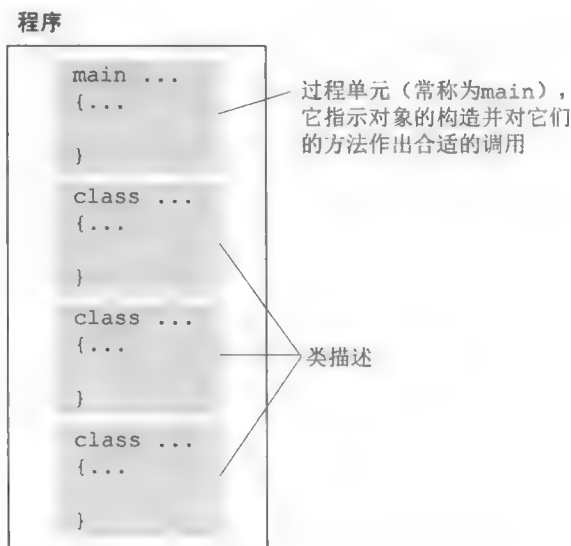 程序
main ...
{...
}
过程单元（常称为main），
它指示对象的构造并对它们
的方法作出合适的调用
class ...
{...
}
class ...
{...
}
类描述
class ...
{...
}